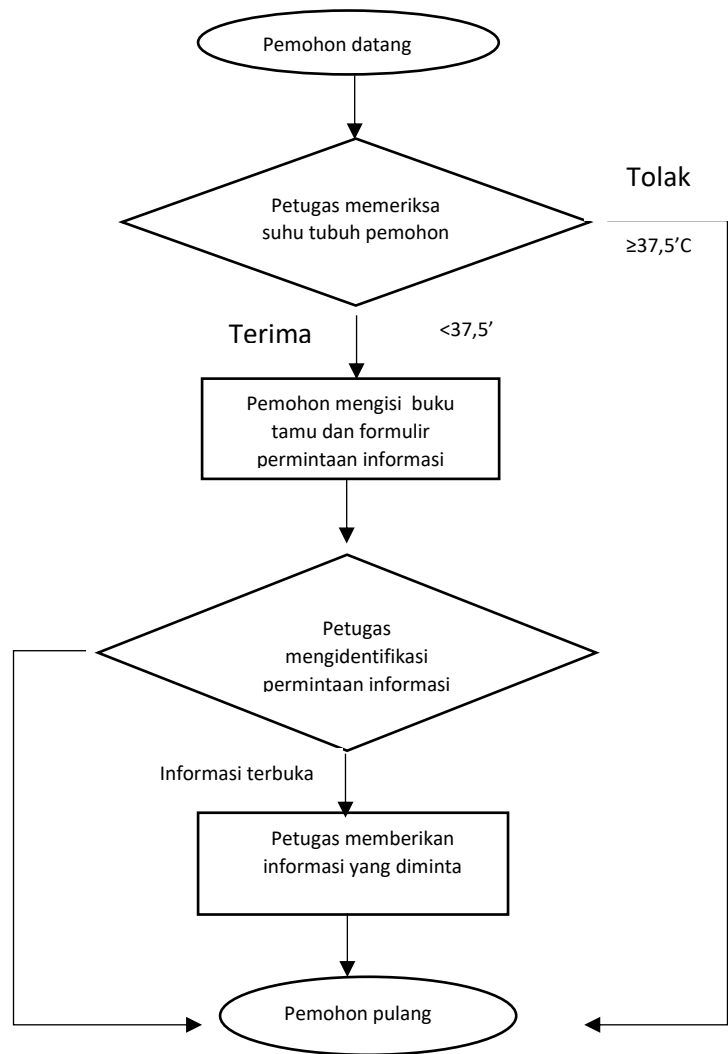 Pemohon datang
Tolak
Petugas memeriksa
suhu tubuh pemohon
≥37,5'C
Terima
<37,5’
Pemohon mengisi buku
tamu dan formulir
permintaan informasi
Petugas
mengidentifikasi
permintaan informasi
Informasi terbuka
Petugas memberikan
informasi yang diminta
Pemohon pulang